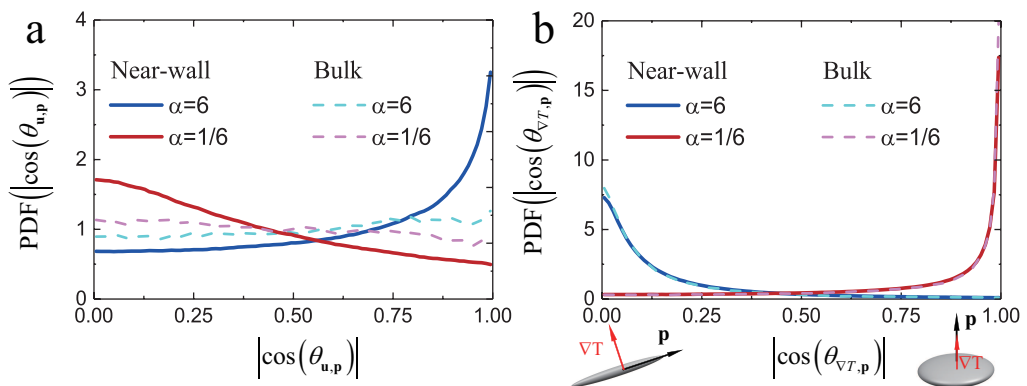 a
PDF(|cos(θu,p)|)
4
3
2
1
0
Near-wall Bulk
α=6 α=6
α=1/6 α=1/6
0.00 0.25 0.50 0.75 1.00
|cos(θu,p)|
b
PDF(|cos(θ∇T,p)|)
20
15
10
5
0
Near-wall Bulk
α=6 α=6
α=1/6 α=1/6
0.00 0.25 0.50 0.75 1.00
|cos(θ∇T,p)|
∇T p
p
∇T